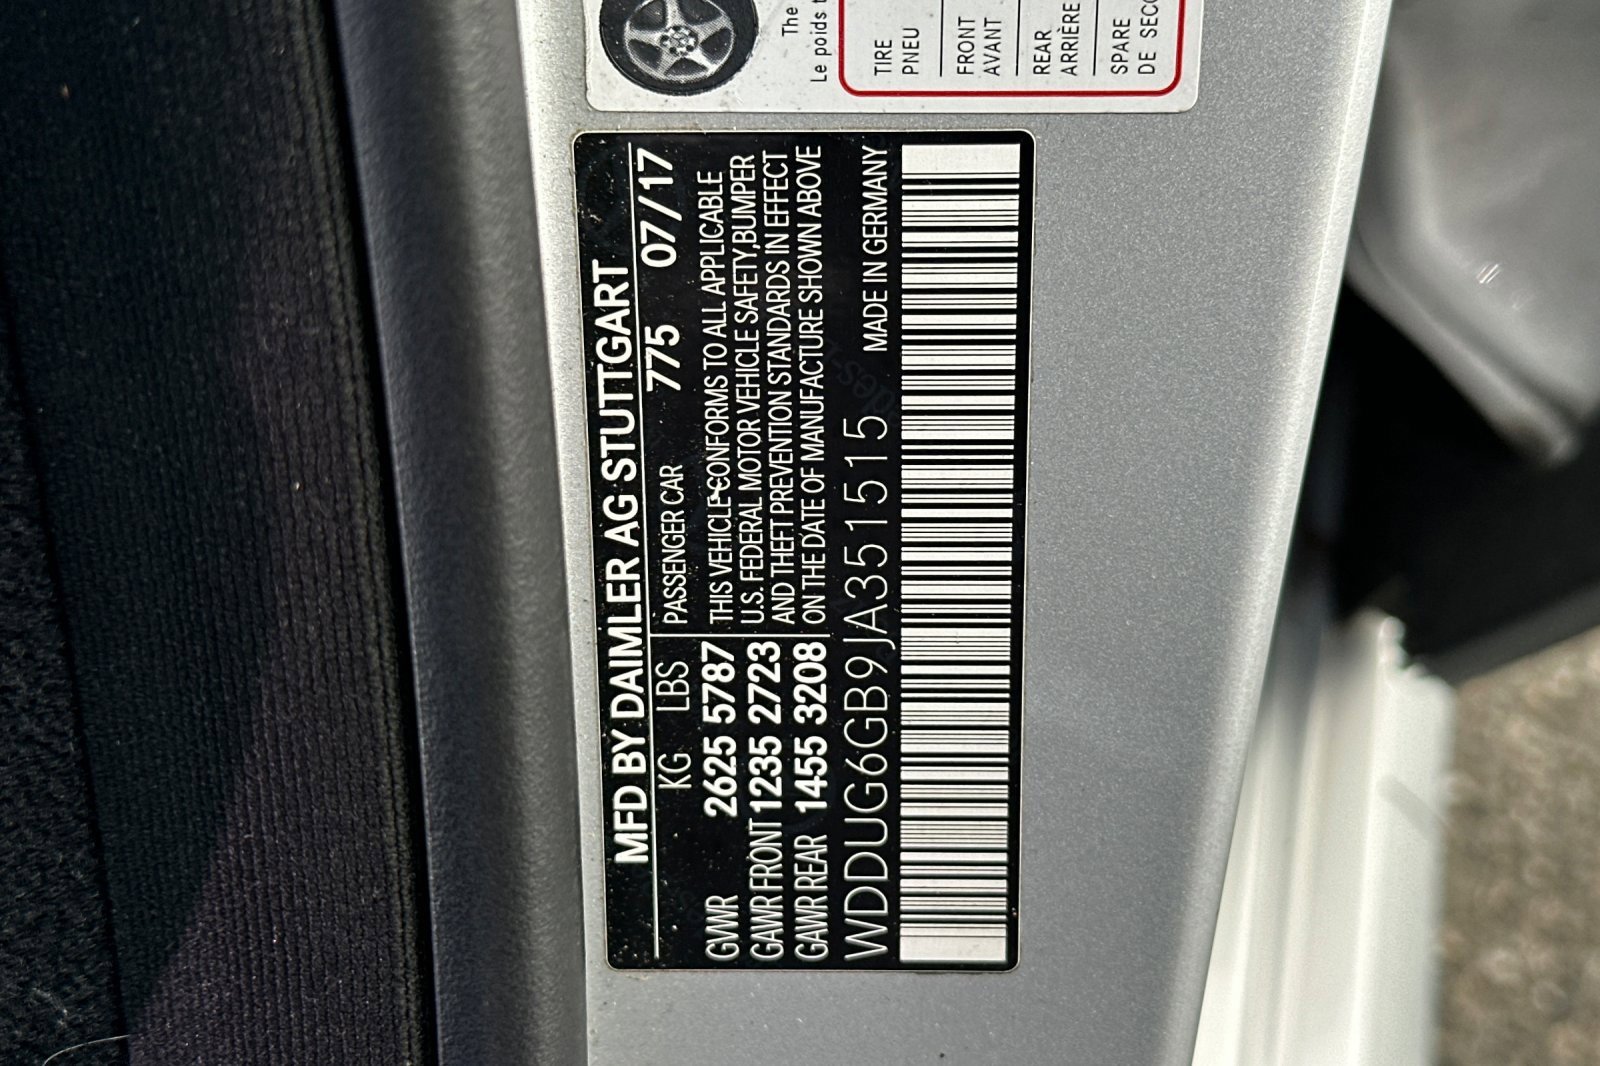 MFD BY DAIMLER AG STUTTGART
KG LBS PASSENGER CAR 775 07/17
GWR 2625 5787
GAWR FRONT 1235 2723
GAWR REAR 1455 3208
THIS VEHICLE CONFORMS TO ALL APPLICABLE
U.S. FEDERAL MOTOR VEHICLE SAFETY, BUMPER
AND THEFT PREVENTION STANDARDS IN EFFECT
ON THE DATE OF MANUFACTURE SHOWN ABOVE
WDDUG6GB9JA351515 MADE IN GERMANY
The
Le poids
TIRE
PNEU
FRONT
AVANT
REAR
ARRIÈRE
SPARE
DE